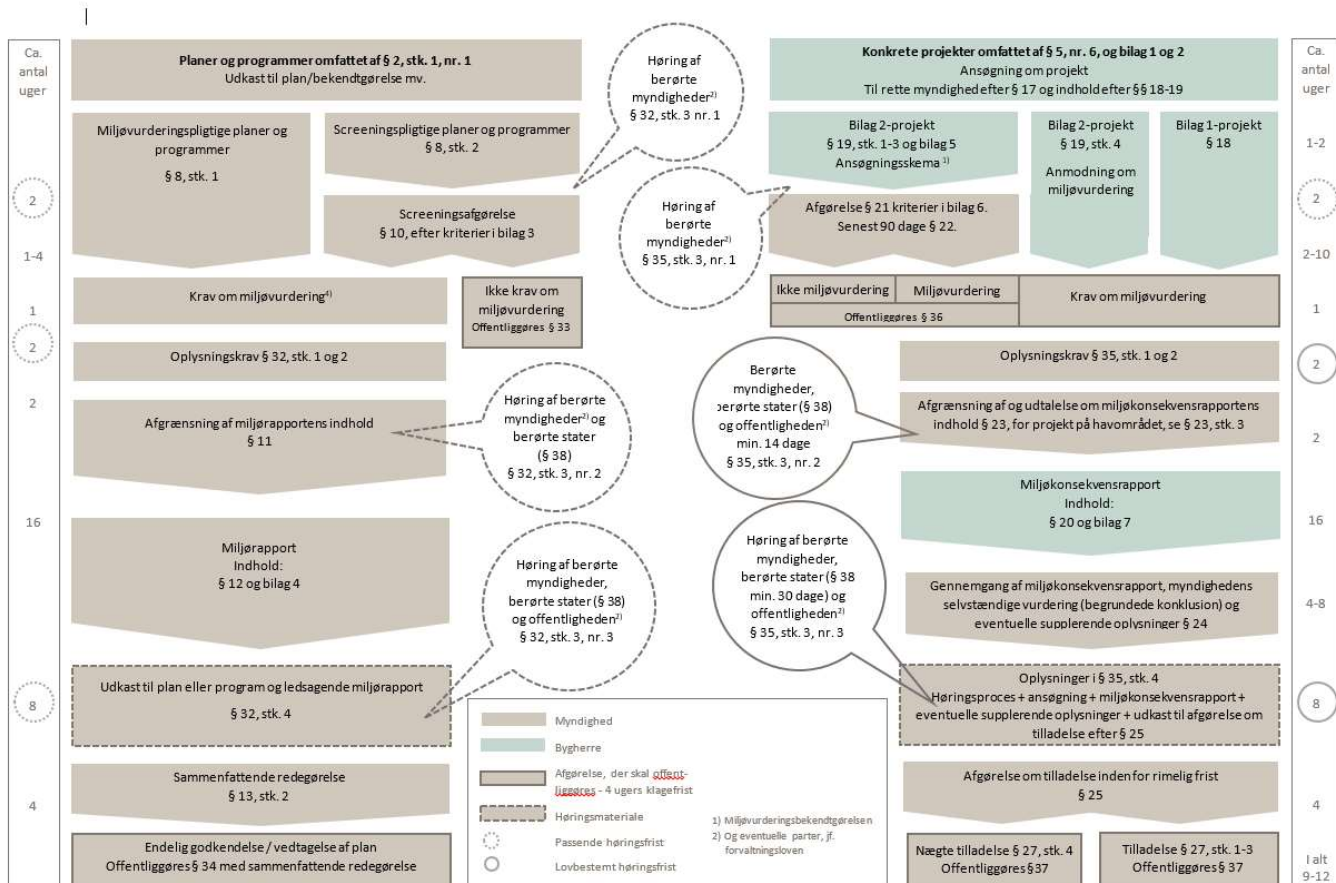 Ca.
antal
uger
2
1-4
1
2
2
16
8
4
Planer og programmer omfattet af § 2, stk. 1, nr. 1
Udkast til plan/bekendtgørelse mv.
Miljøvurderingspligtige planer og
programmer
§ 8, stk. 1
Screeningspligtige planer og programmer
§ 8, stk. 2
Screeningsafgørelse
§ 10, efter kriterier i bilag 3
Krav om miljøvurdering4)
Ikke krav om
miljøvurdering
Offentliggøres § 33
Oplysningskrav § 32, stk. 1 og 2
Afgrænsning af miljørapportens indhold
§ 11
Miljørapport
Indhold:
§ 12 og bilag 4
Udkast til plan eller program og ledsagende miljørapport
§ 32, stk. 4
Sammenfattende redegørelse
§ 13, stk. 2
Endelig godkendelse / vedtagelse af plan
Offentliggøres § 34 med sammenfattende redegørelse
Høring af
berørte
myndigheder2)
§ 32, stk. 3 nr. 1
Høring af
berørte
myndigheder2)
§ 35, stk. 3, nr. 1
Høring af berørte
myndigheder2) og
berørte stater
(§ 38)
§ 32, stk. 3, nr. 2
Berørte
myndigheder,
berørte stater (§ 38)
og offentligheden2)
min. 14 dage
§ 35, stk. 3, nr. 2
Høring af berørte
myndigheder,
berørte stater (§ 38)
og offentligheden2)
§ 32, stk. 3, nr. 3
Høring af berørte
myndigheder,
berørte stater (§ 38
min. 30 dage) og
offentligheden2)
§ 35, stk. 3, nr. 3
Myndighed
Bygherre
Afgørelse, der skal offent-
liggøres - 4 ugers klagefrist
Høringsmateriale
Passende høringsfrist
Lovbestemt høringsfrist
1) Miljøvurderingsbekendtgørelsen
2) Og eventuelle parter, jf.
forvaltningsloven
Konkrete projekter omfattet af § 5, nr. 6, og bilag 1 og 2
Ansøgning om projekt
Til rette myndighed efter § 17 og indhold efter §§ 18-19
Bilag 2-projekt
§ 19, stk. 1-3 og bilag 5
Ansøgningsskema 1)
Bilag 2-projekt
§ 19, stk. 4
Anmodning om
miljøvurdering
Bilag 1-projekt
§ 18
Afgørelse § 21 kriterier i bilag 6.
Senest 90 dage § 22.
Ikke miljøvurdering
Miljøvurdering
Krav om miljøvurdering
Offentliggøres § 36
Oplysningskrav § 35, stk. 1 og 2
Afgrænsning af og udtalelse om miljøkonsekvensrapportens
indhold § 23, for projekt på havområdet, se § 23, stk. 3
Miljøkonsekvensrapport
Indhold:
§ 20 og bilag 7
Gennemgang af miljøkonsekvensrapport, myndighedens
selvstændige vurdering (begrundede konklusion) og
eventuelle supplerende oplysninger § 24
Oplysninger i § 35, stk. 4
Høringsproces + ansøgning + miljøkonsekvensrapport +
eventuelle supplerende oplysninger + udkast til afgørelse om
tilladelse efter § 25
Afgørelse om tilladelse inden for rimelig frist
§ 25
Nægte tilladelse § 27, stk. 4
Offentliggøres §37
Tilladelse § 27, stk. 1-3
Offentliggøres § 37
Ca.
antal
uger
1-2
2
2-10
1
2
2
16
4-8
8
4
I alt
9-12